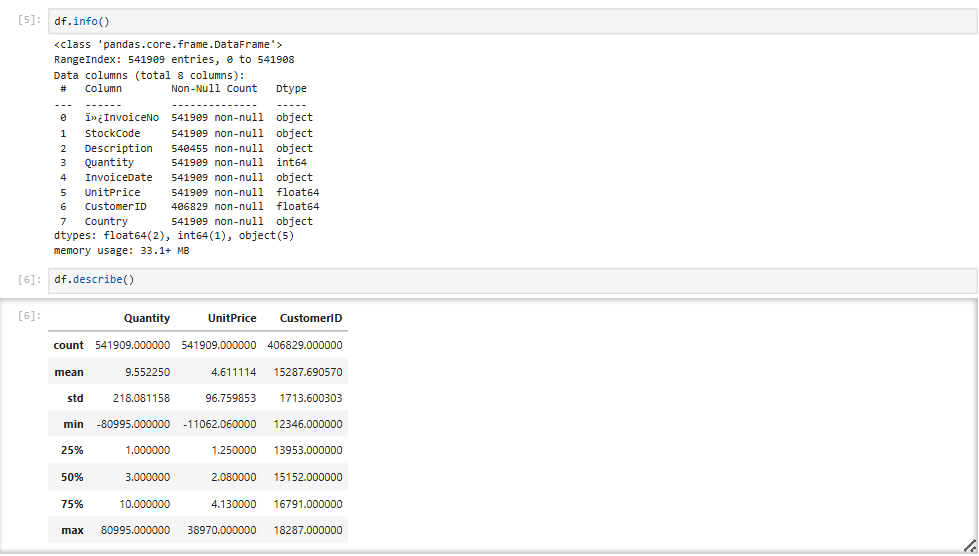 [5]: df.info()
<class 'pandas.core.frame.DataFrame'>
RangeIndex: 541909 entries, 0 to 541908
Data columns (total 8 columns):
# Column Non-Null Count Dtype
--- ------ -------------- -----
0 ï»¿InvoiceNo 541909 non-null object
1 StockCode 541909 non-null object
2 Description 540455 non-null object
3 Quantity 541909 non-null int64
4 InvoiceDate 541909 non-null object
5 UnitPrice 541909 non-null float64
6 CustomerID 406829 non-null float64
7 Country 541909 non-null object
dtypes: float64(2), int64(1), object(5)
memory usage: 33.1+ MB
[6]: df.describe()
[6]:
Quantity UnitPrice CustomerID
count 541909.000000 541909.000000 406829.000000
mean 9.552250 4.611114 15287.690570
std 218.081158 96.759853 1713.600303
min -80995.000000 -11062.060000 12346.000000
25% 1.000000 1.250000 13953.000000
50% 3.000000 2.080000 15152.000000
75% 10.000000 4.130000 16791.000000
max 80995.000000 38970.000000 18287.000000